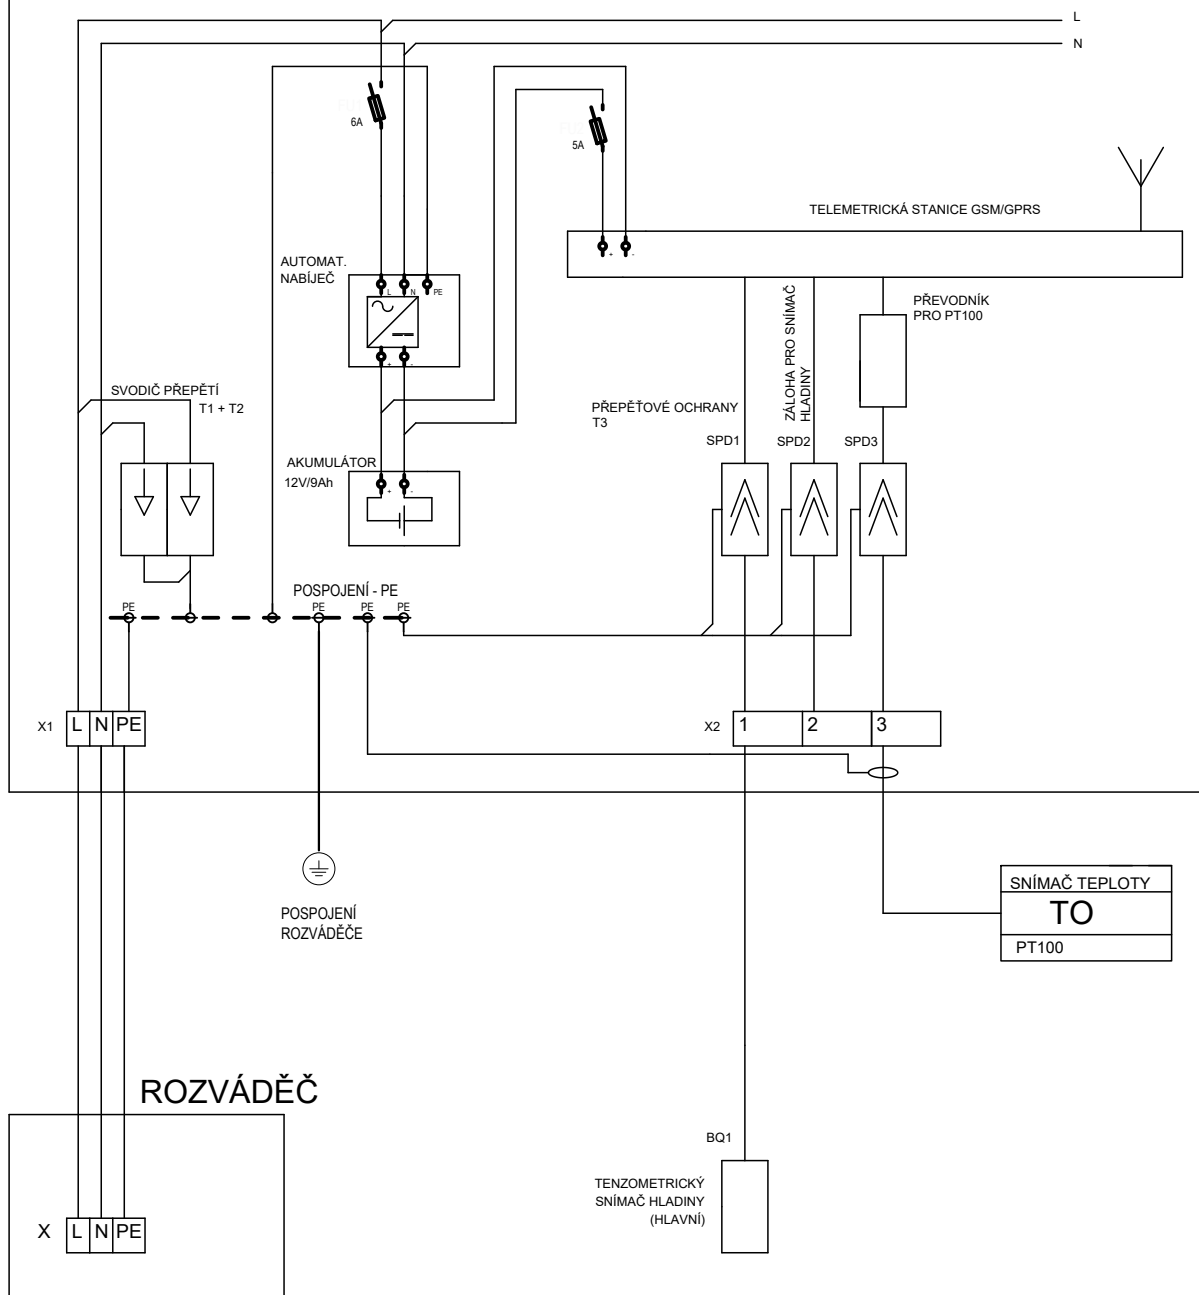 L
N
6A
5A
TELEMETRICKÁ STANICE GSM/GPRS
+ -
AUTOMAT.
NABÍJEČ
L N PE
+ -
PŘEVODNÍK
PRO PT100
ZÁLOHA PRO SNÍMAČ
HLADINY
SVODIČ PŘEPĚTÍ
T1 + T2
PŘEPĚŤOVÉ OCHRANY
T3
SPD1 SPD2 SPD3
AKUMULÁTOR
12V/9Ah
+ -
POSPOJENÍ - PE
PE PE PE PE
X1 L N PE
X2 1 2 3
POSPOJENÍ
ROZVÁDĚČE
SNÍMAČ TEPLOTY
TO
PT100
ROZVÁDĚČ
BQ1
TENZOMETRICKÝ
SNÍMAČ HLADINY
(HLAVNÍ)
X L N PE